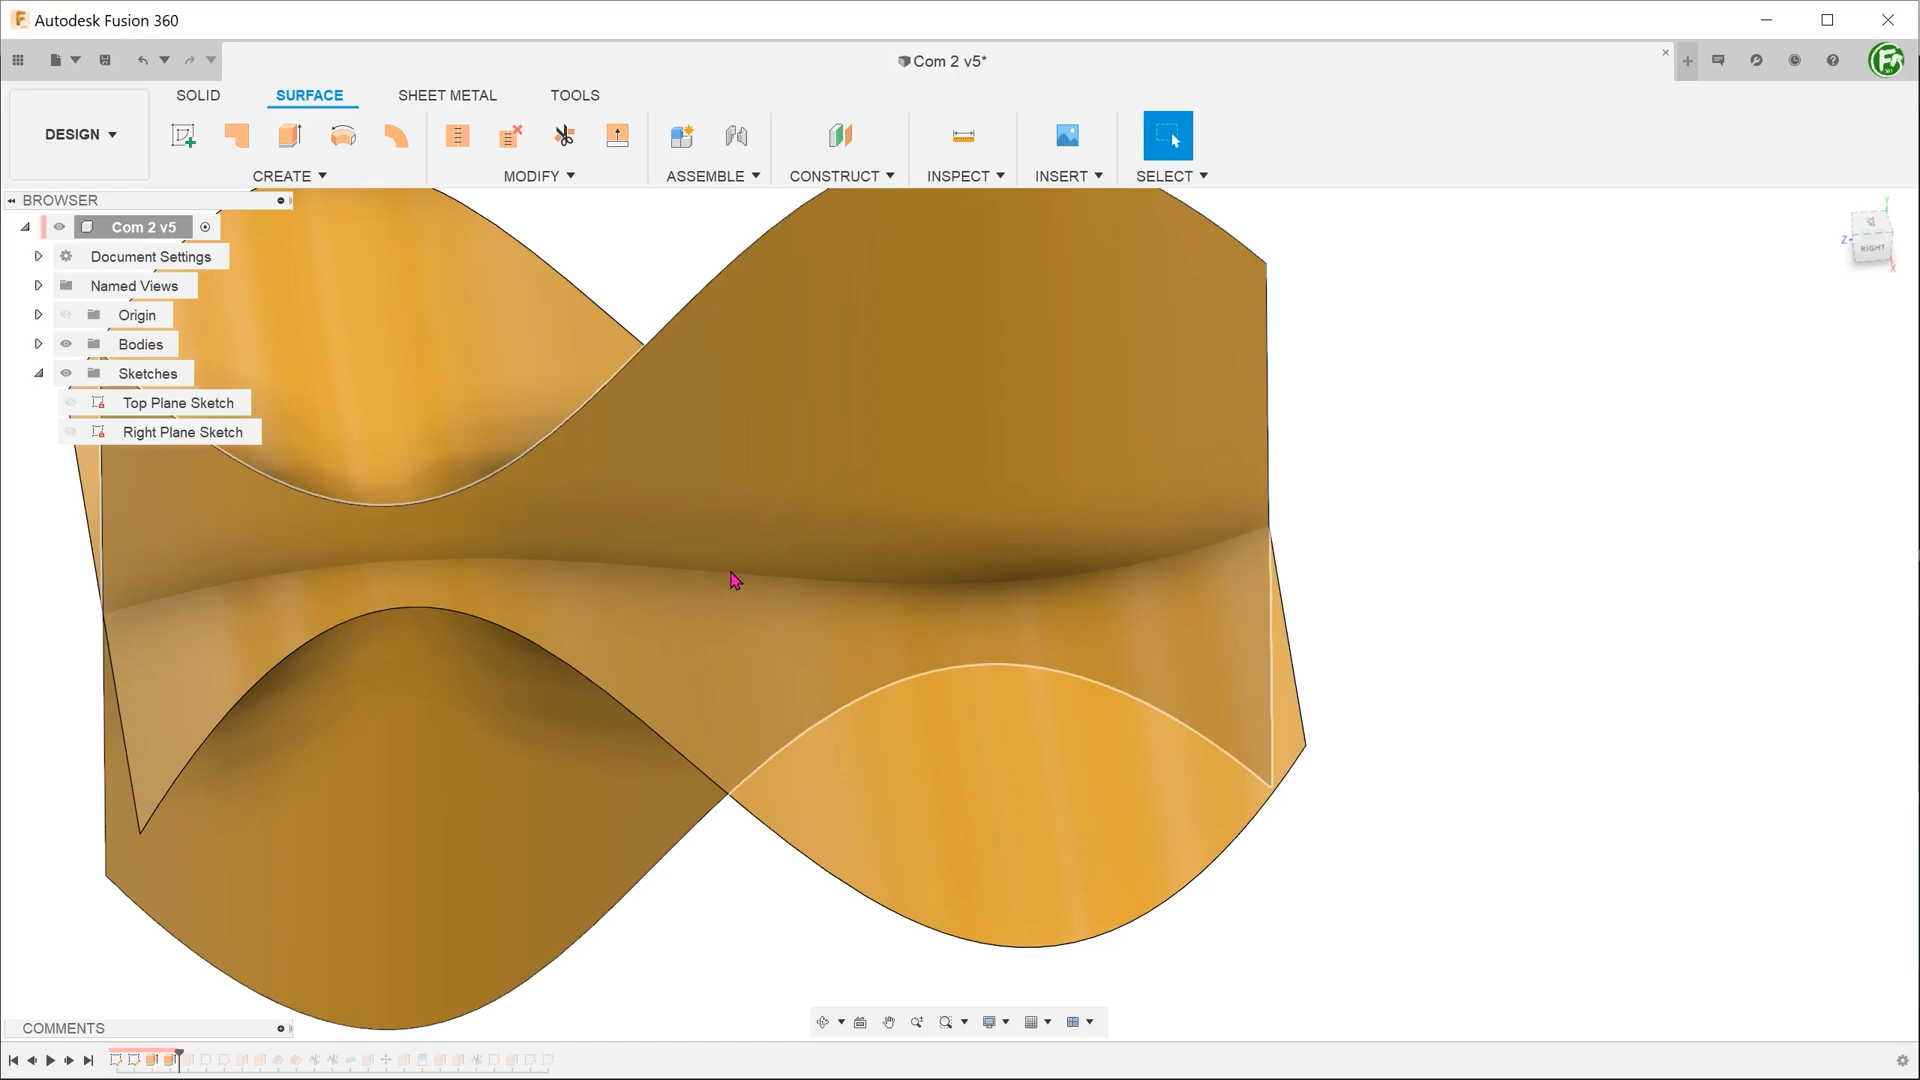 Autodesk Fusion 360
Com 2 v5*
SOLID
SURFACE
SHEET METAL
TOOLS
DESIGN
CREATE
MODIFY
ASSEMBLE
CONSTRUCT
INSPECT
INSERT
SELECT
BROWSER
Com 2 v5
Document Settings
Named Views
Origin
Bodies
Sketches
Top Plane Sketch
Right Plane Sketch
Y
Z
RIGHT
X
COMMENTS